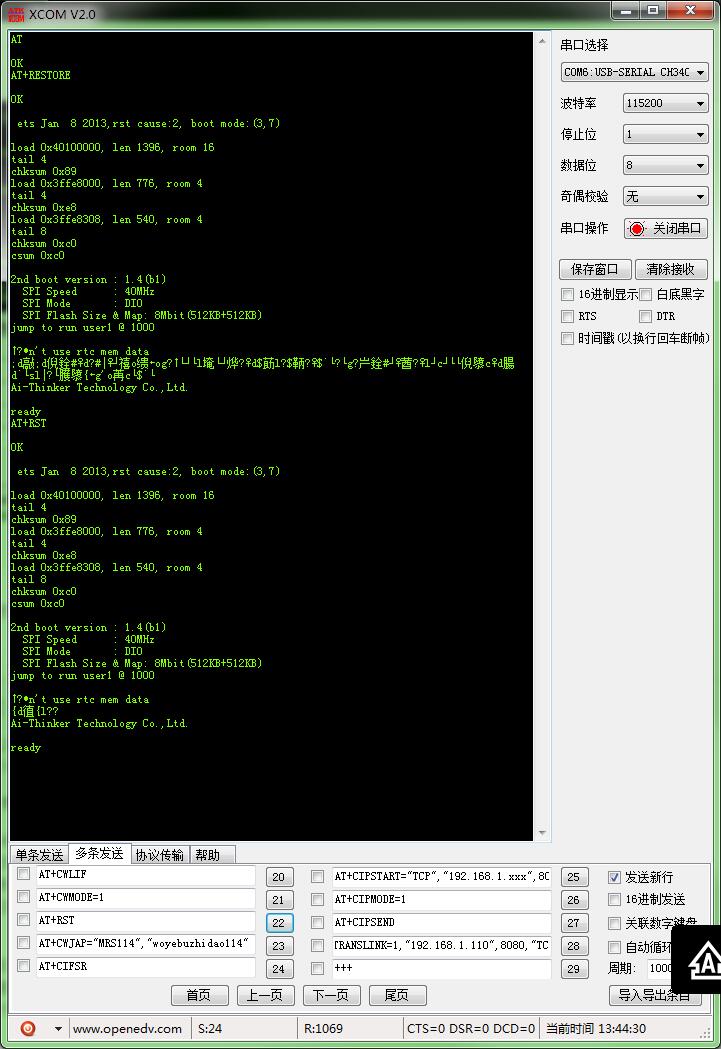 XCOM V2.0
AT
OK
AT+RESTORE
OK
ets Jan  8 2013,rst cause:2, boot mode:(3,7)
load 0x40100000, len 1396, room 16
tail 4
chksum 0x89
load 0x3ffe8000, len 776, room 4
tail 4
chksum 0xe8
load 0x3ffe8308, len 540, room 4
tail 8
chksum 0xc0
csum 0xc0
2nd boot version : 1.4(b1)
SPI Speed      : 40MHz
SPI Mode       : DIO
SPI Flash Size & Map: 8Mbit(512KB+512KB)
jump to run user1 @ 1000
n't use rtc mem data
Ai-Thinker Technology Co.,Ltd.
ready
AT+RST
OK
ets Jan  8 2013,rst cause:2, boot mode:(3,7)
load 0x40100000, len 1396, room 16
tail 4
chksum 0x89
load 0x3ffe8000, len 776, room 4
tail 4
chksum 0xe8
load 0x3ffe8308, len 540, room 4
tail 8
chksum 0xc0
csum 0xc0
2nd boot version : 1.4(b1)
SPI Speed      : 40MHz
SPI Mode       : DIO
SPI Flash Size & Map: 8Mbit(512KB+512KB)
jump to run user1 @ 1000
n't use rtc mem data
{d值{l??
Ai-Thinker Technology Co.,Ltd.
ready
串口选择
COM6:USB-SERIAL CH340
波特率 115200
停止位 1
数据位 8
奇偶校验 无
串口操作 关闭串口
保存窗口 清除接收
16进制显示 白底黑字
RTS DTR
时间戳(以换行回车断帧)
单条发送 多条发送 协议传输 帮助
AT+CWLIF 20 AT+CIPSTART="TCP","192.168.1.xxx",80 25 发送新行
AT+CWMODE=1 21 AT+CIPMODE=1 26 16进制发送
AT+RST 22 AT+CIPSEND 27 关联数字键盘
AT+CWJAP="MRS114","woyebuzhidao114" 23 TRANSLINK=1,"192.168.1.110",8080,"TC 28 自动循环
AT+CIFSR 24 +++ 29 周期: 1000
首页 上一页 下一页 尾页 导入导出条目
www.openedv.com S:24 R:1069 CTS=0 DSR=0 DCD=0 当前时间 13:44:30